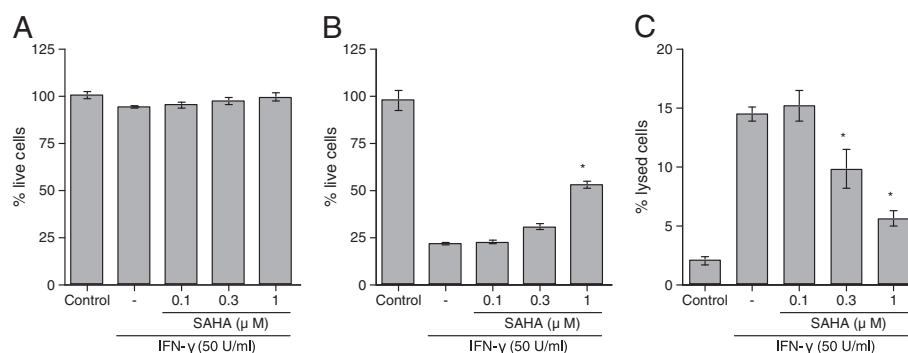 A
125
100
75
50
25
0
% live cells
Control - 0.1 0.3 1
SAHA (µ M)
IFN-γ (50 U/ml)
B
125
100
75
50
25
0
% live cells
*
Control - 0.1 0.3 1
SAHA (µ M)
IFN-γ (50 U/ml)
C
20
15
10
5
0
% lysed cells
*
*
Control - 0.1 0.3 1
SAHA (µ M)
IFN-γ (50 U/ml)